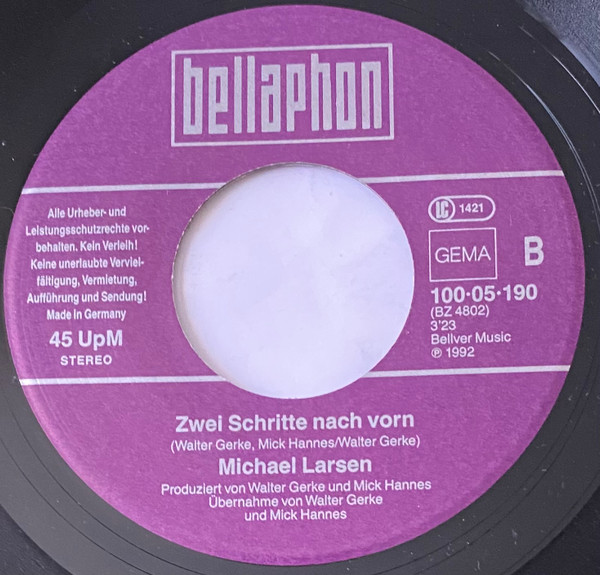 bellaphon
Alle Urheber- und
Leistungsschutzrechte vor-
behalten. Kein Verleih!
Keine unerlaubte Verviel-
fältigung, Vermietung,
Aufführung und Sendung!
Made in Germany
45 UpM
STEREO
LC 1421
GEMA
B
100·05·190
(BZ 4802)
3'23
Bellver Music
℗ 1992
Zwei Schritte nach vorn
(Walter Gerke, Mick Hannes/Walter Gerke)
Michael Larsen
Produziert von Walter Gerke und Mick Hannes
Übernahme von Walter Gerke
und Mick Hannes